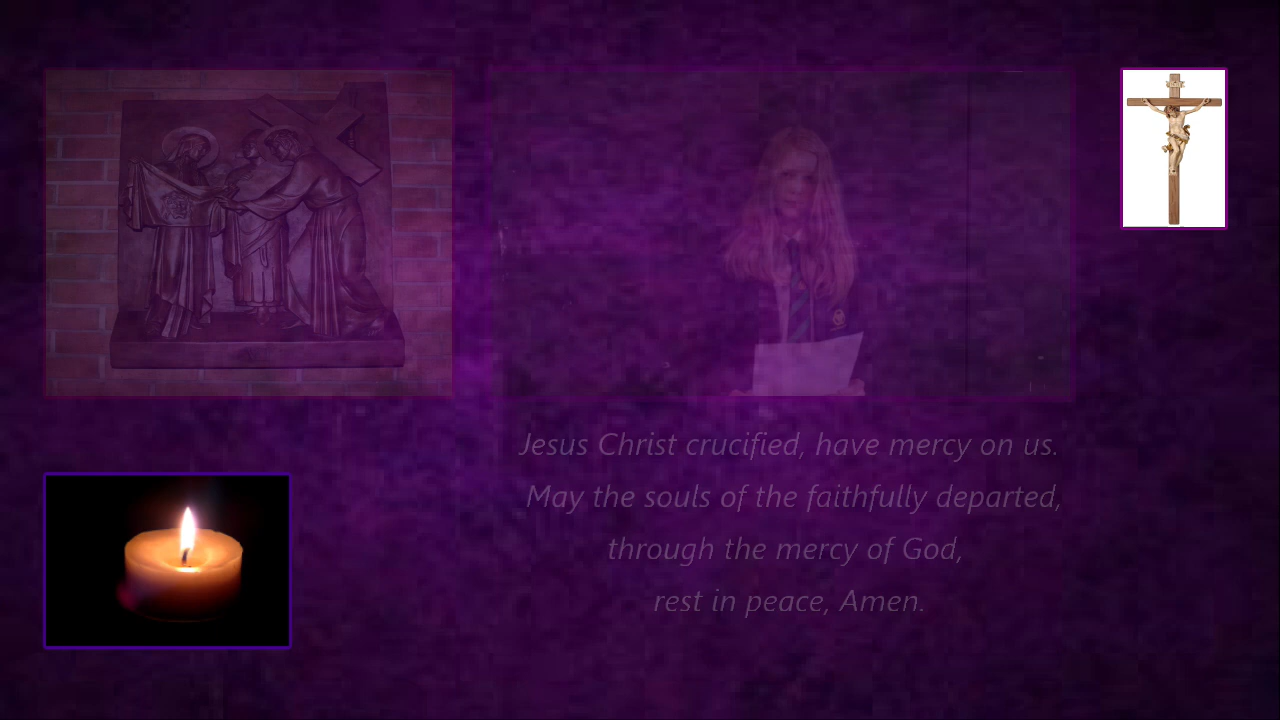 Jesus Christ crucified, have mercy on us.
May the souls of the faithfully departed,
through the mercy of God,
rest in peace, Amen.